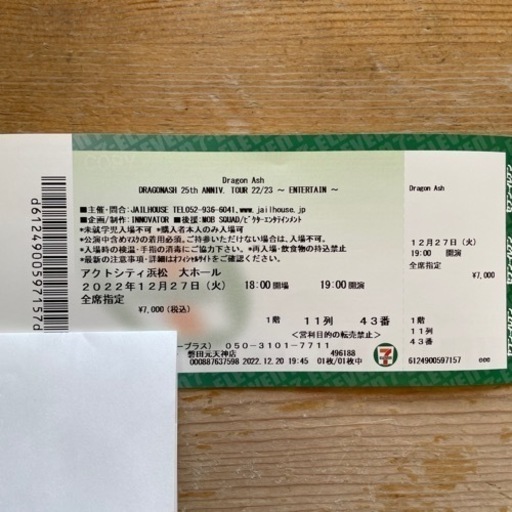 Dragon Ash
DRAGONASH 25th ANNIV. TOUR 22/23 ~ ENTERTAIN ~
■主催・問合:JAILHOUSE TEL052-936-6041 www.jailhouse.jp
■企画/制作:INNOVATOR ■後援:MOB SQUAD/ビクターエンタテインメント
*未就学児入場不可 *購入者本人のみ入場可
*公演中含めマスクの着用必須。ご持参いただけない場合は、入場不可。
*入場時の検温・手指の消毒にご協力下さい。*再入場・飲食物の持込禁止
*最新の注意事項・詳細はオフィシャルサイトをご確認ください。
アクトシティ浜松 大ホール
2022年12月27日(火) 18:00開場 19:00開演
全席指定
¥7,000(税込)
1階 11列 43番
<営利目的の転売禁止>
ープラス) 050-3101-7711
磐田元天神店 496188
000887637598 2022.12.20 19:45 01枚/01枚中
Dragon Ash
12月27日(火)
19:00 開演
¥7,000
全席指定
1階
11列
43番
6124900597157
d6124900597157d